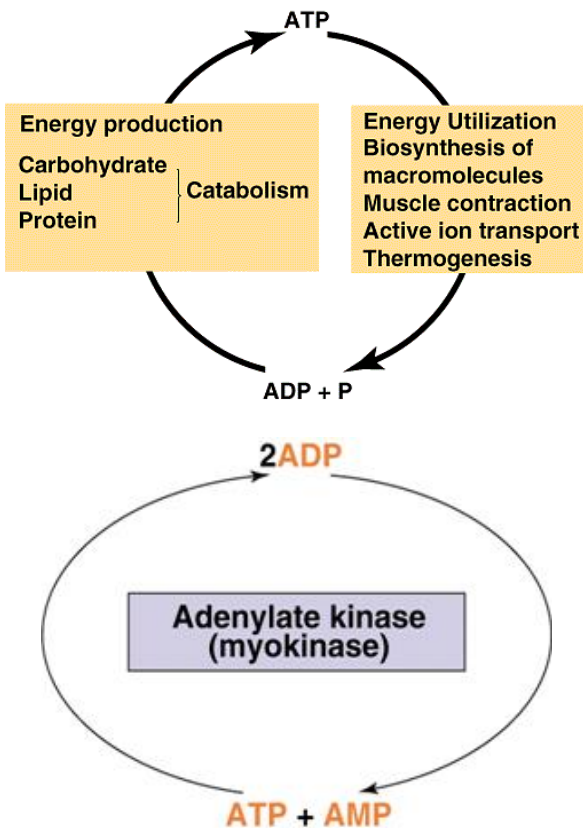 ATP
Energy production
Carbohydrate
Lipid
Protein
Catabolism
Energy Utilization
Biosynthesis of
macromolecules
Muscle contraction
Active ion transport
Thermogenesis
ADP + P
2ADP
Adenylate kinase
(myokinase)
ATP + AMP